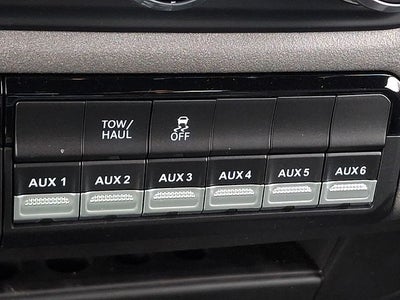 TOW/
HAUL
OFF
AUX 1
AUX 2
AUX 3
AUX 4
AUX 5
AUX 6